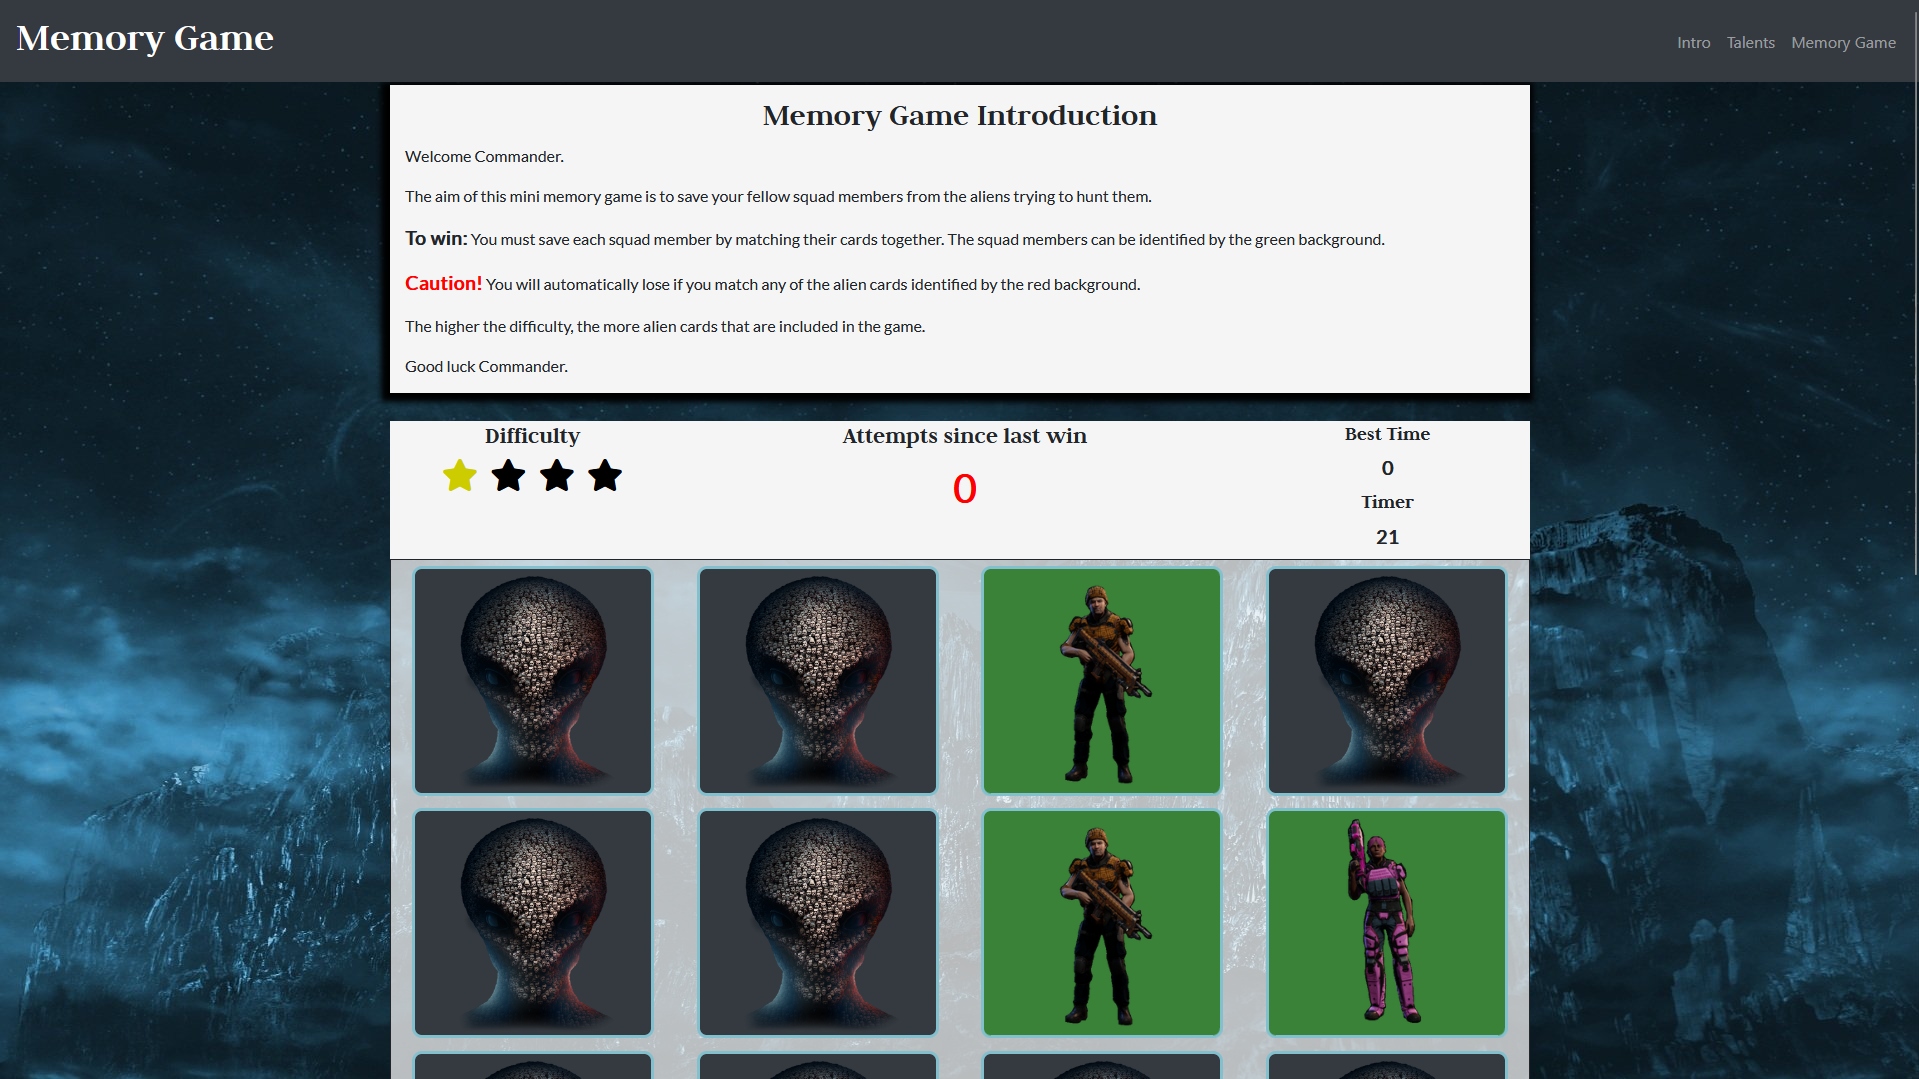 Memory Game
Intro Talents Memory Game
Memory Game Introduction
Welcome Commander.
The aim of this mini memory game is to save your fellow squad members from the aliens trying to hunt them.
To win: You must save each squad member by matching their cards together. The squad members can be identified by the green background.
Caution! You will automatically lose if you match any of the alien cards identified by the red background.
The higher the difficulty, the more alien cards that are included in the game.
Good luck Commander.
Difficulty
Attempts since last win
0
Best Time
0
Timer
21